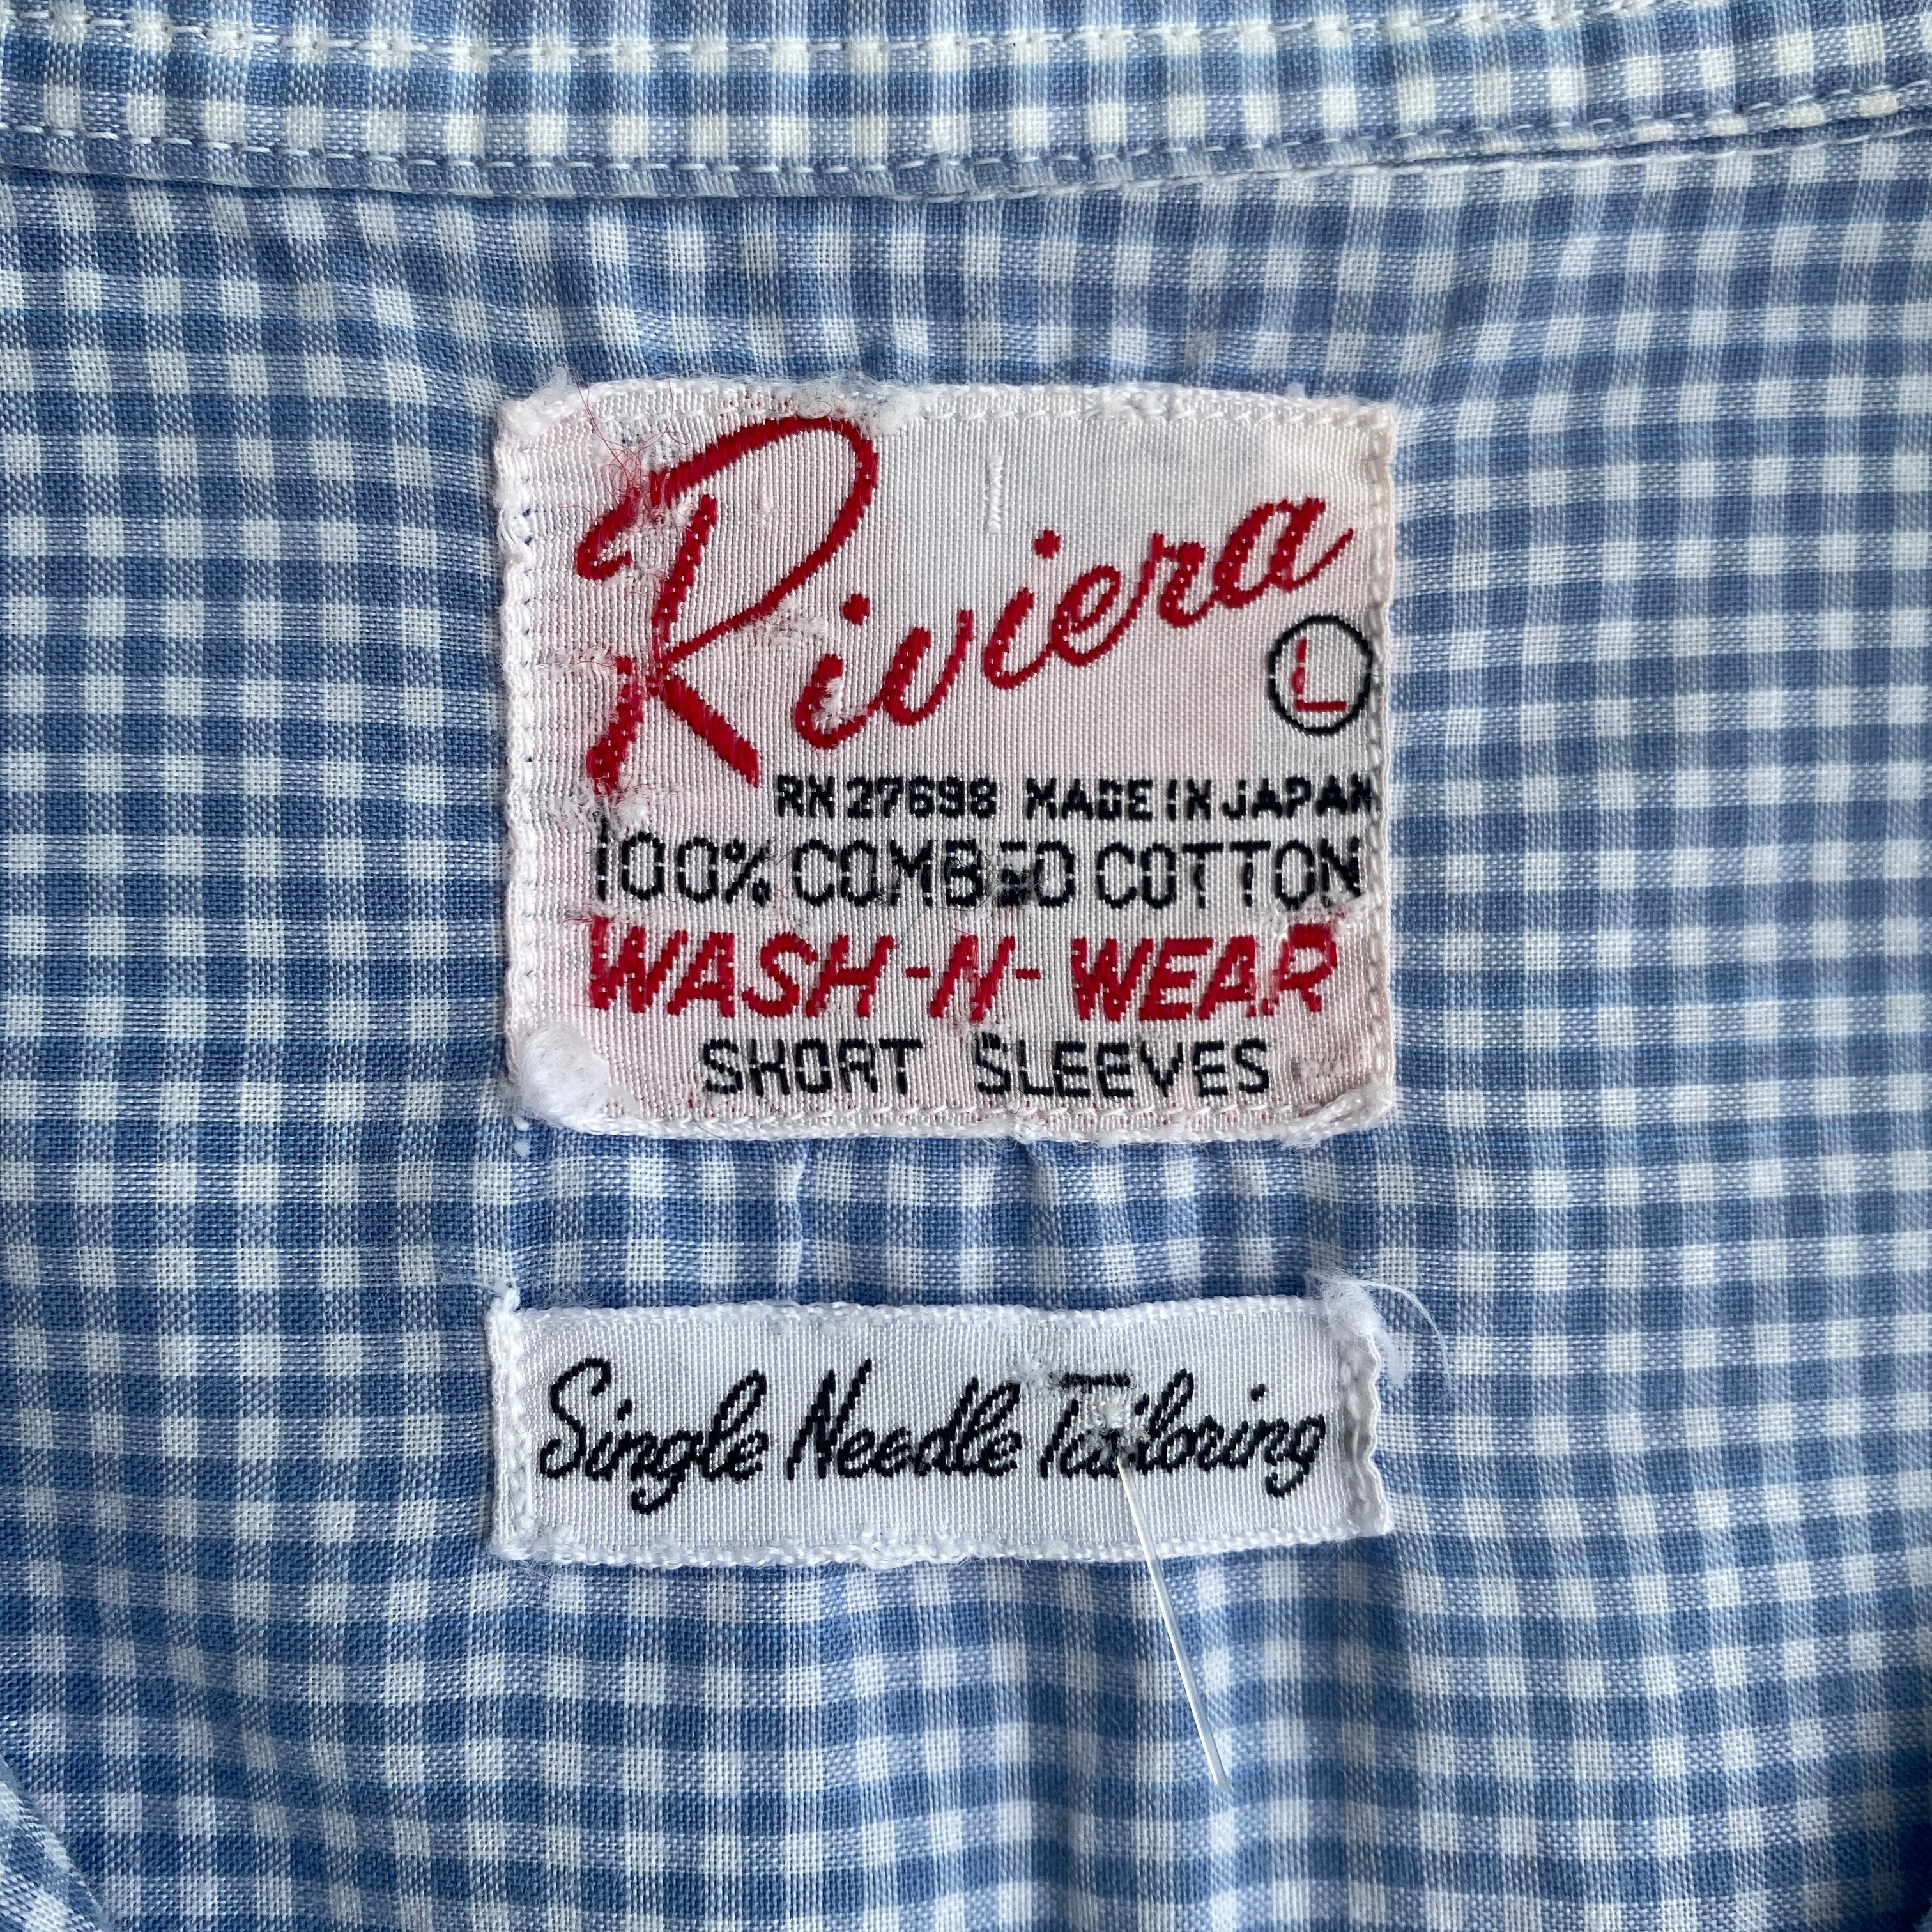 Riviera
L
RN 27698 MADE IN JAPAN
100% COMBED COTTON
WASH-N-WEAR
SHORT SLEEVES
Single Needle Tailoring